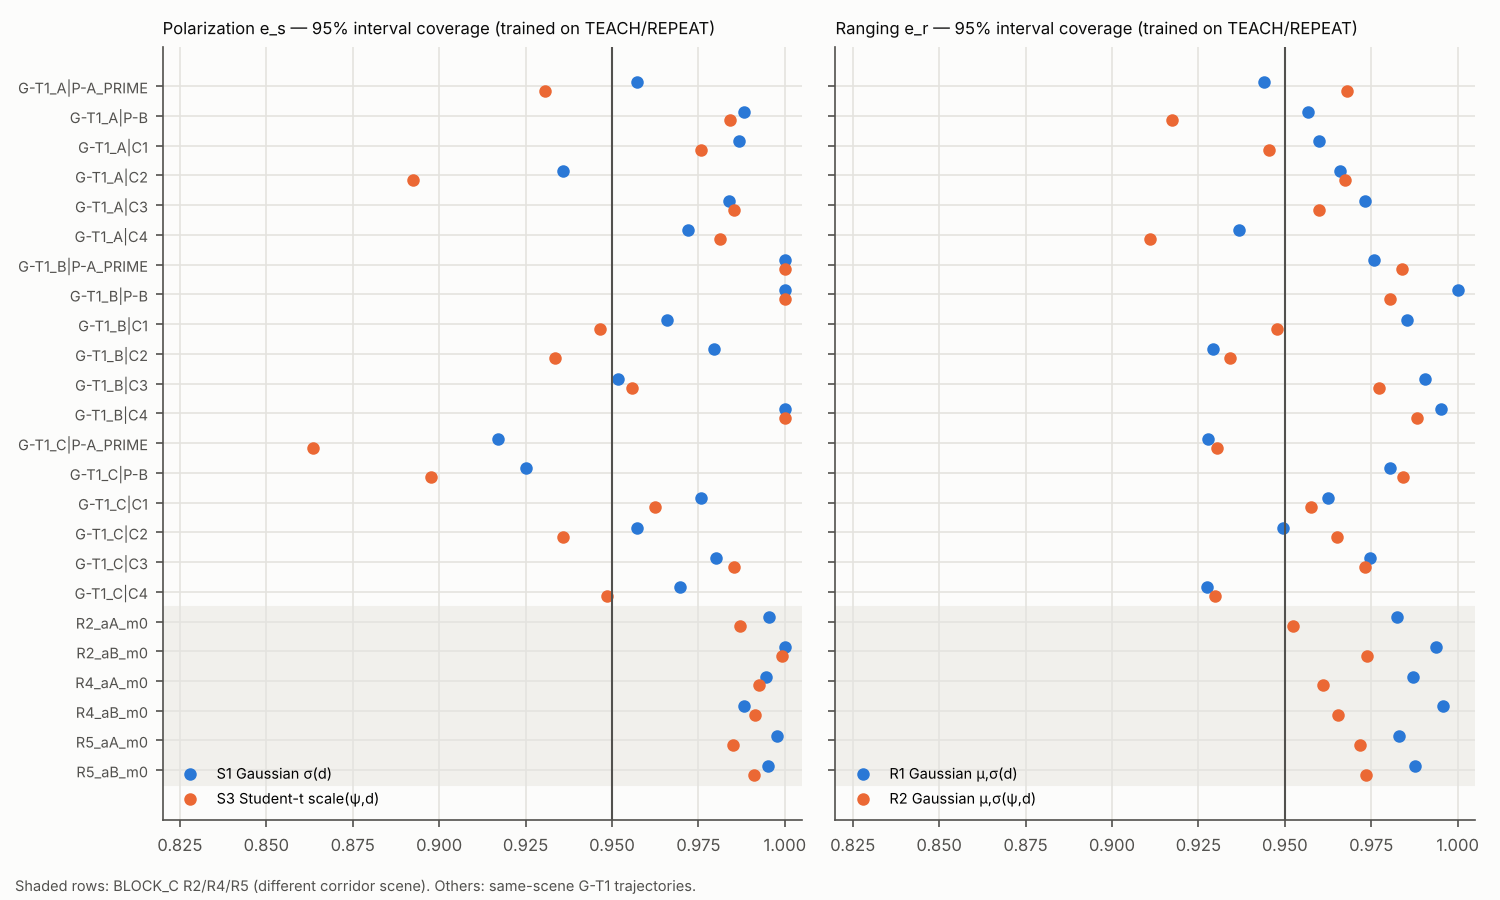 Polarization e_s — 95% interval coverage (trained on TEACH/REPEAT)
Ranging e_r — 95% interval coverage (trained on TEACH/REPEAT)
G-T1_A|P-A_PRIME
G-T1_A|P-B
G-T1_A|C1
G-T1_A|C2
G-T1_A|C3
G-T1_A|C4
G-T1_B|P-A_PRIME
G-T1_B|P-B
G-T1_B|C1
G-T1_B|C2
G-T1_B|C3
G-T1_B|C4
G-T1_C|P-A_PRIME
G-T1_C|P-B
G-T1_C|C1
G-T1_C|C2
G-T1_C|C3
G-T1_C|C4
R2_aA_m0
R2_aB_m0
R4_aA_m0
R4_aB_m0
R5_aA_m0
R5_aB_m0
S1 Gaussian σ(d)
S3 Student-t scale(ψ,d)
R1 Gaussian μ,σ(d)
R2 Gaussian μ,σ(ψ,d)
0.825 0.850 0.875 0.900 0.925 0.950 0.975 1.000
0.825 0.850 0.875 0.900 0.925 0.950 0.975 1.000
Shaded rows: BLOCK_C R2/R4/R5 (different corridor scene). Others: same-scene G-T1 trajectories.